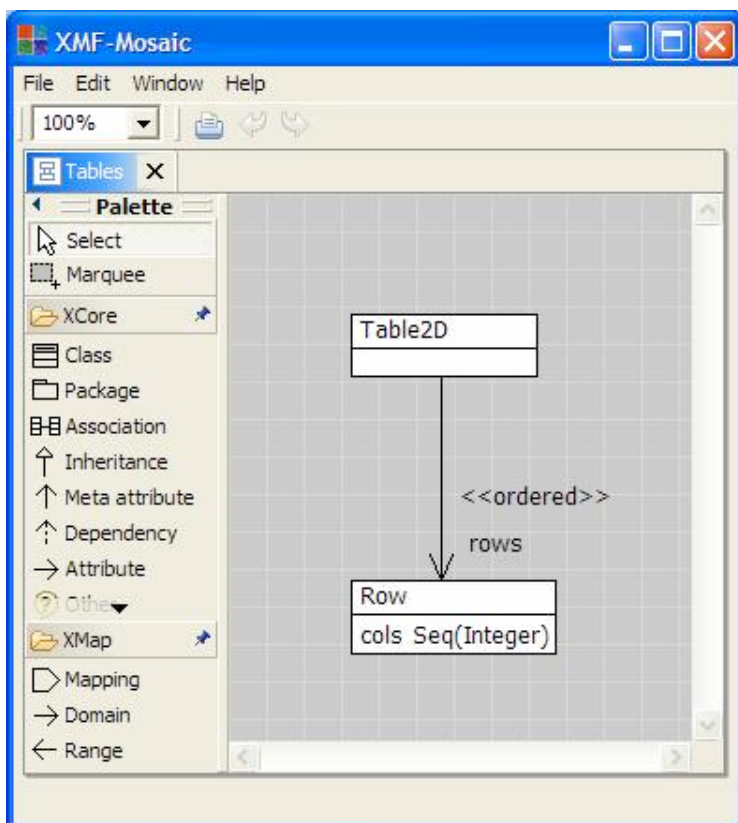 XMF-Mosaic
File Edit Window Help
100%
Tables
Palette
Select
Marquee
XCore
Class
Package
Association
Inheritance
Meta attribute
Dependency
Attribute
XMap
Mapping
Domain
Range
Table2D
<<ordered>>
rows
Row
cols Seq(Integer)